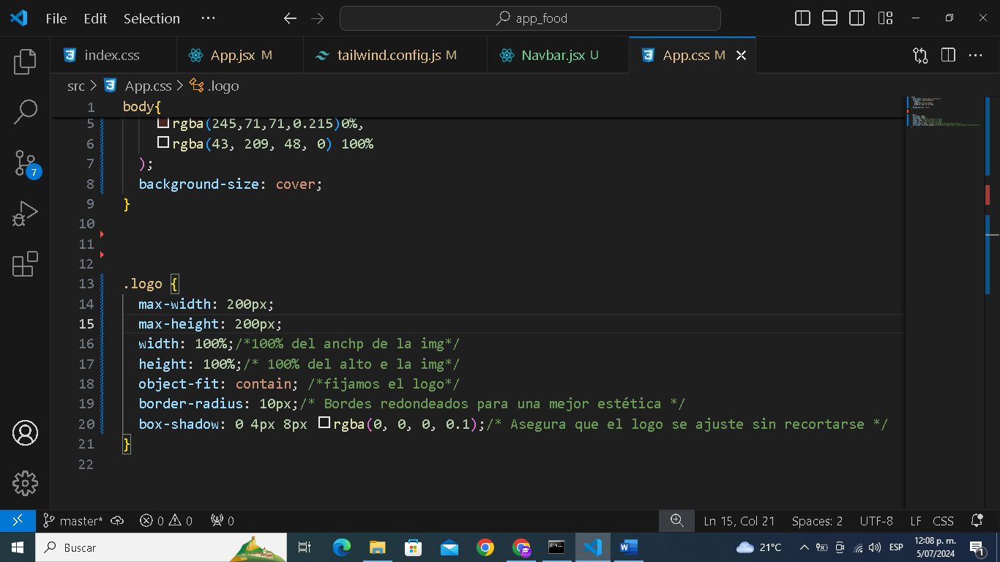 File Edit Selection ··· app_food
index.css App.jsx M tailwind.config.js M Navbar.jsx U App.css M
src > App.css > .logo
1 body{
5 rgba(245,71,71,0.215)0%,
6 rgba(43, 209, 48, 0) 100%
7 );
8 background-size: cover;
9 }
10
11
12
13 .logo {
14 max-width: 200px;
15 max-height: 200px;
16 width: 100%;/*100% del anchp de la img*/
17 height: 100%;/* 100% del alto e la img*/
18 object-fit: contain; /*fijamos el logo*/
19 border-radius: 10px;/* Bordes redondeados para una mejor estética */
20 box-shadow: 0 4px 8px rgba(0, 0, 0, 0.1);/* Asegura que el logo se ajuste sin recortarse */
21 }
22
7
master* 0 0 0 Ln 15, Col 21 Spaces: 2 UTF-8 LF CSS
Buscar 21°C ESP 12:08 p. m.
5/07/2024 1